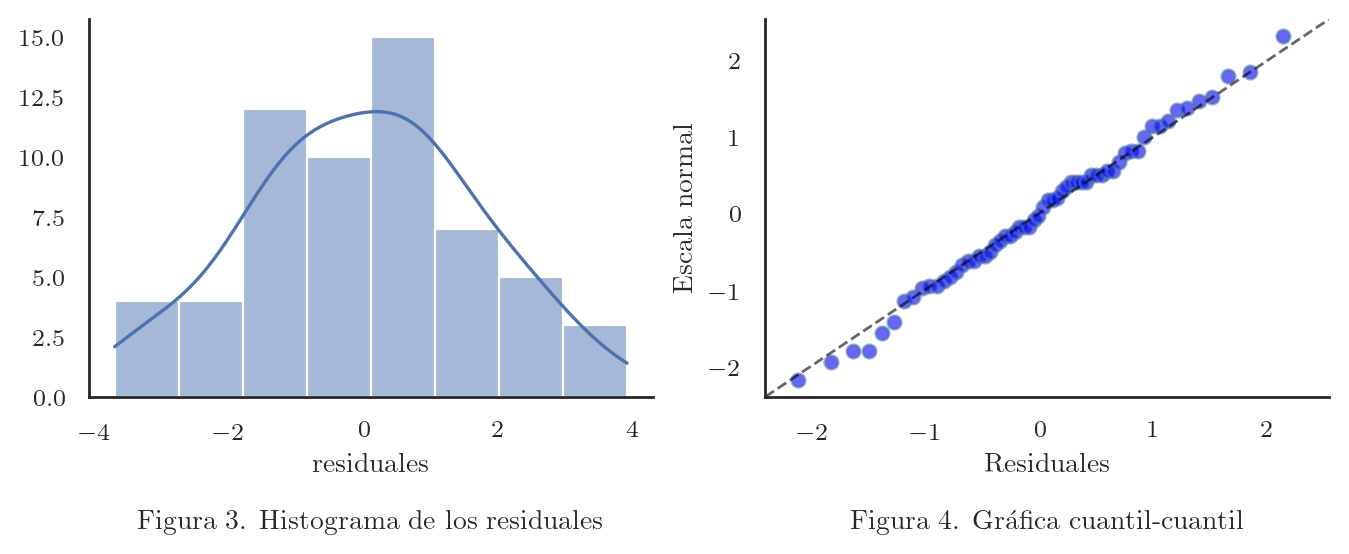 15.0
12.5
10.0
7.5
5.0
2.5
0.0
−4 −2 0 2 4
residuales
Figura 3. Histograma de los residuales
Escala normal
2
1
0
−1
−2
−2 −1 0 1 2
Residuales
Figura 4. Gráfica cuantil-cuantil